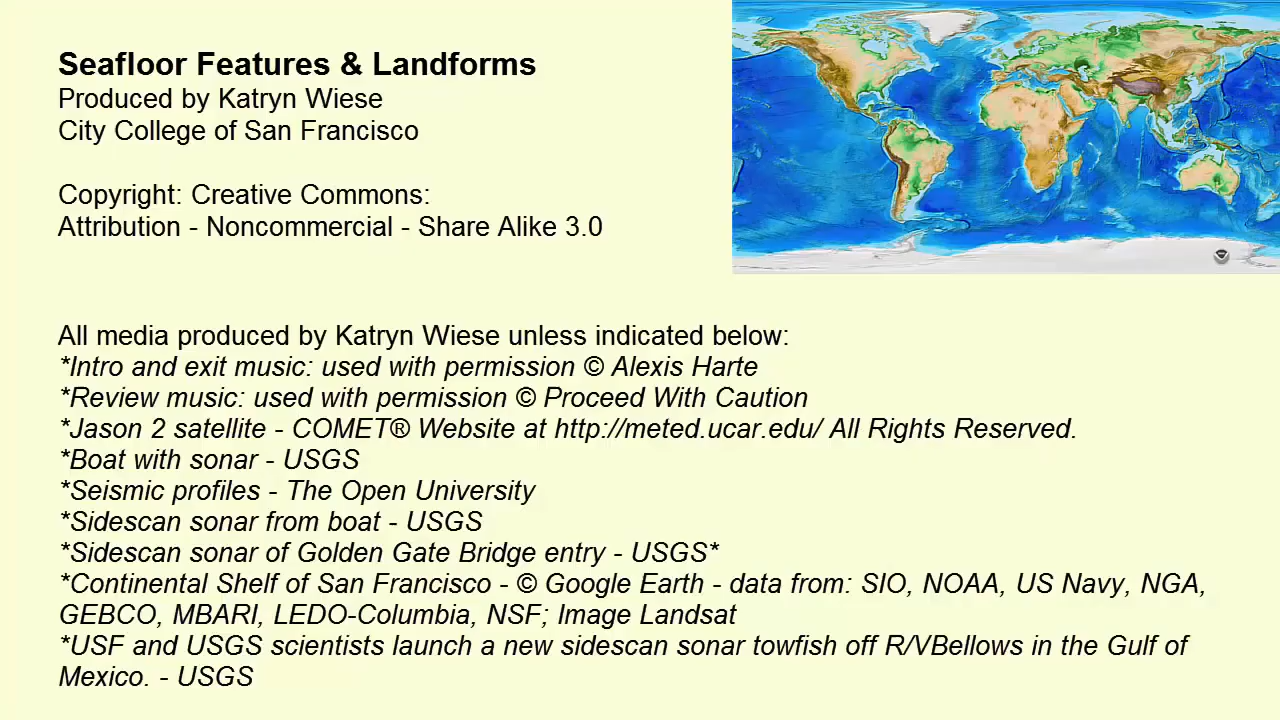 Seafloor Features & Landforms
Produced by Katryn Wiese
City College of San Francisco
Copyright: Creative Commons:
Attribution - Noncommercial - Share Alike 3.0
All media produced by Katryn Wiese unless indicated below:
*Intro and exit music: used with permission © Alexis Harte
*Review music: used with permission © Proceed With Caution
*Jason 2 satellite - COMET® Website at http://meted.ucar.edu/ All Rights Reserved.
*Boat with sonar - USGS
*Seismic profiles - The Open University
*Sidescan sonar from boat - USGS
*Sidescan sonar of Golden Gate Bridge entry - USGS*
*Continental Shelf of San Francisco - © Google Earth - data from: SIO, NOAA, US Navy, NGA,
GEBCO, MBARI, LEDO-Columbia, NSF; Image Landsat
*USF and USGS scientists launch a new sidescan sonar towfish off R/VBellows in the Gulf of
Mexico. - USGS